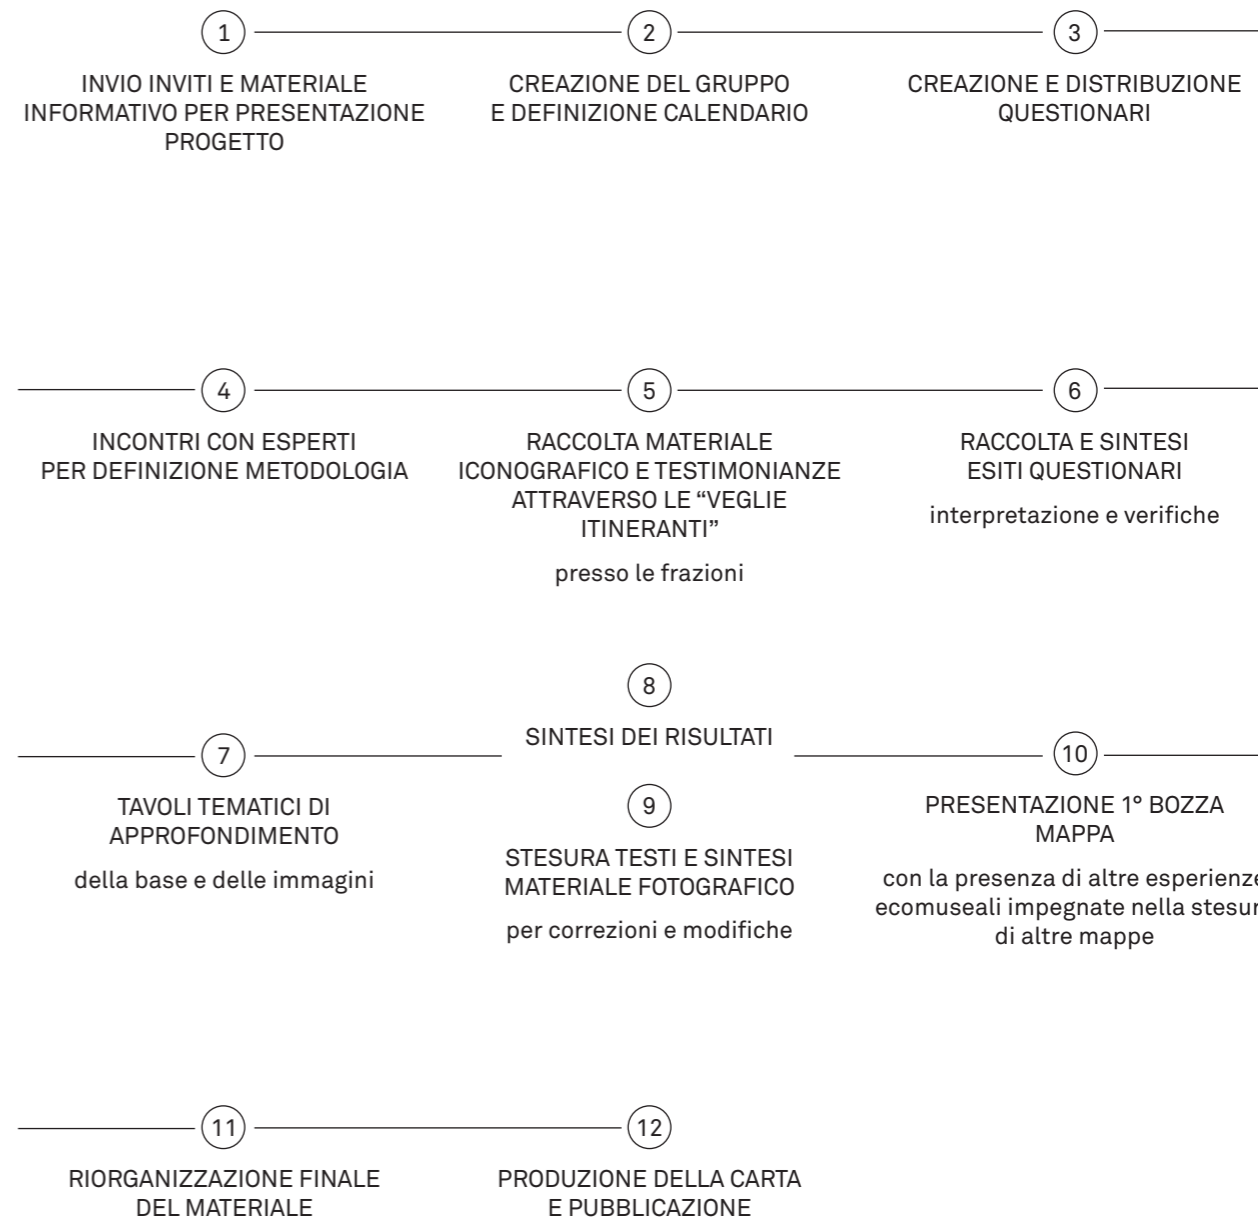 1
INVIO INVITI E MATERIALE
INFORMATIVO PER PRESENTAZIONE
PROGETTO
2
CREAZIONE DEL GRUPPO
E DEFINIZIONE CALENDARIO
3
CREAZIONE E DISTRIBUZIONE
QUESTIONARI
4
INCONTRI CON ESPERTI
PER DEFINIZIONE METODOLOGIA
5
RACCOLTA MATERIALE
ICONOGRAFICO E TESTIMONIANZE
ATTRAVERSO LE “VEGLIE
ITINERANTI”
presso le frazioni
6
RACCOLTA E SINTESI
ESITI QUESTIONARI
interpretazione e verifiche
7
TAVOLI TEMATICI DI
APPROFONDIMENTO
della base e delle immagini
8
SINTESI DEI RISULTATI
9
STESURA TESTI E SINTESI
MATERIALE FOTOGRAFICO
per correzioni e modifiche
10
PRESENTAZIONE 1° BOZZA
MAPPA
con la presenza di altre esperienze
ecomuseali impegnate nella stesur
di altre mappe
11
RIORGANIZZAZIONE FINALE
DEL MATERIALE
12
PRODUZIONE DELLA CARTA
E PUBBLICAZIONE